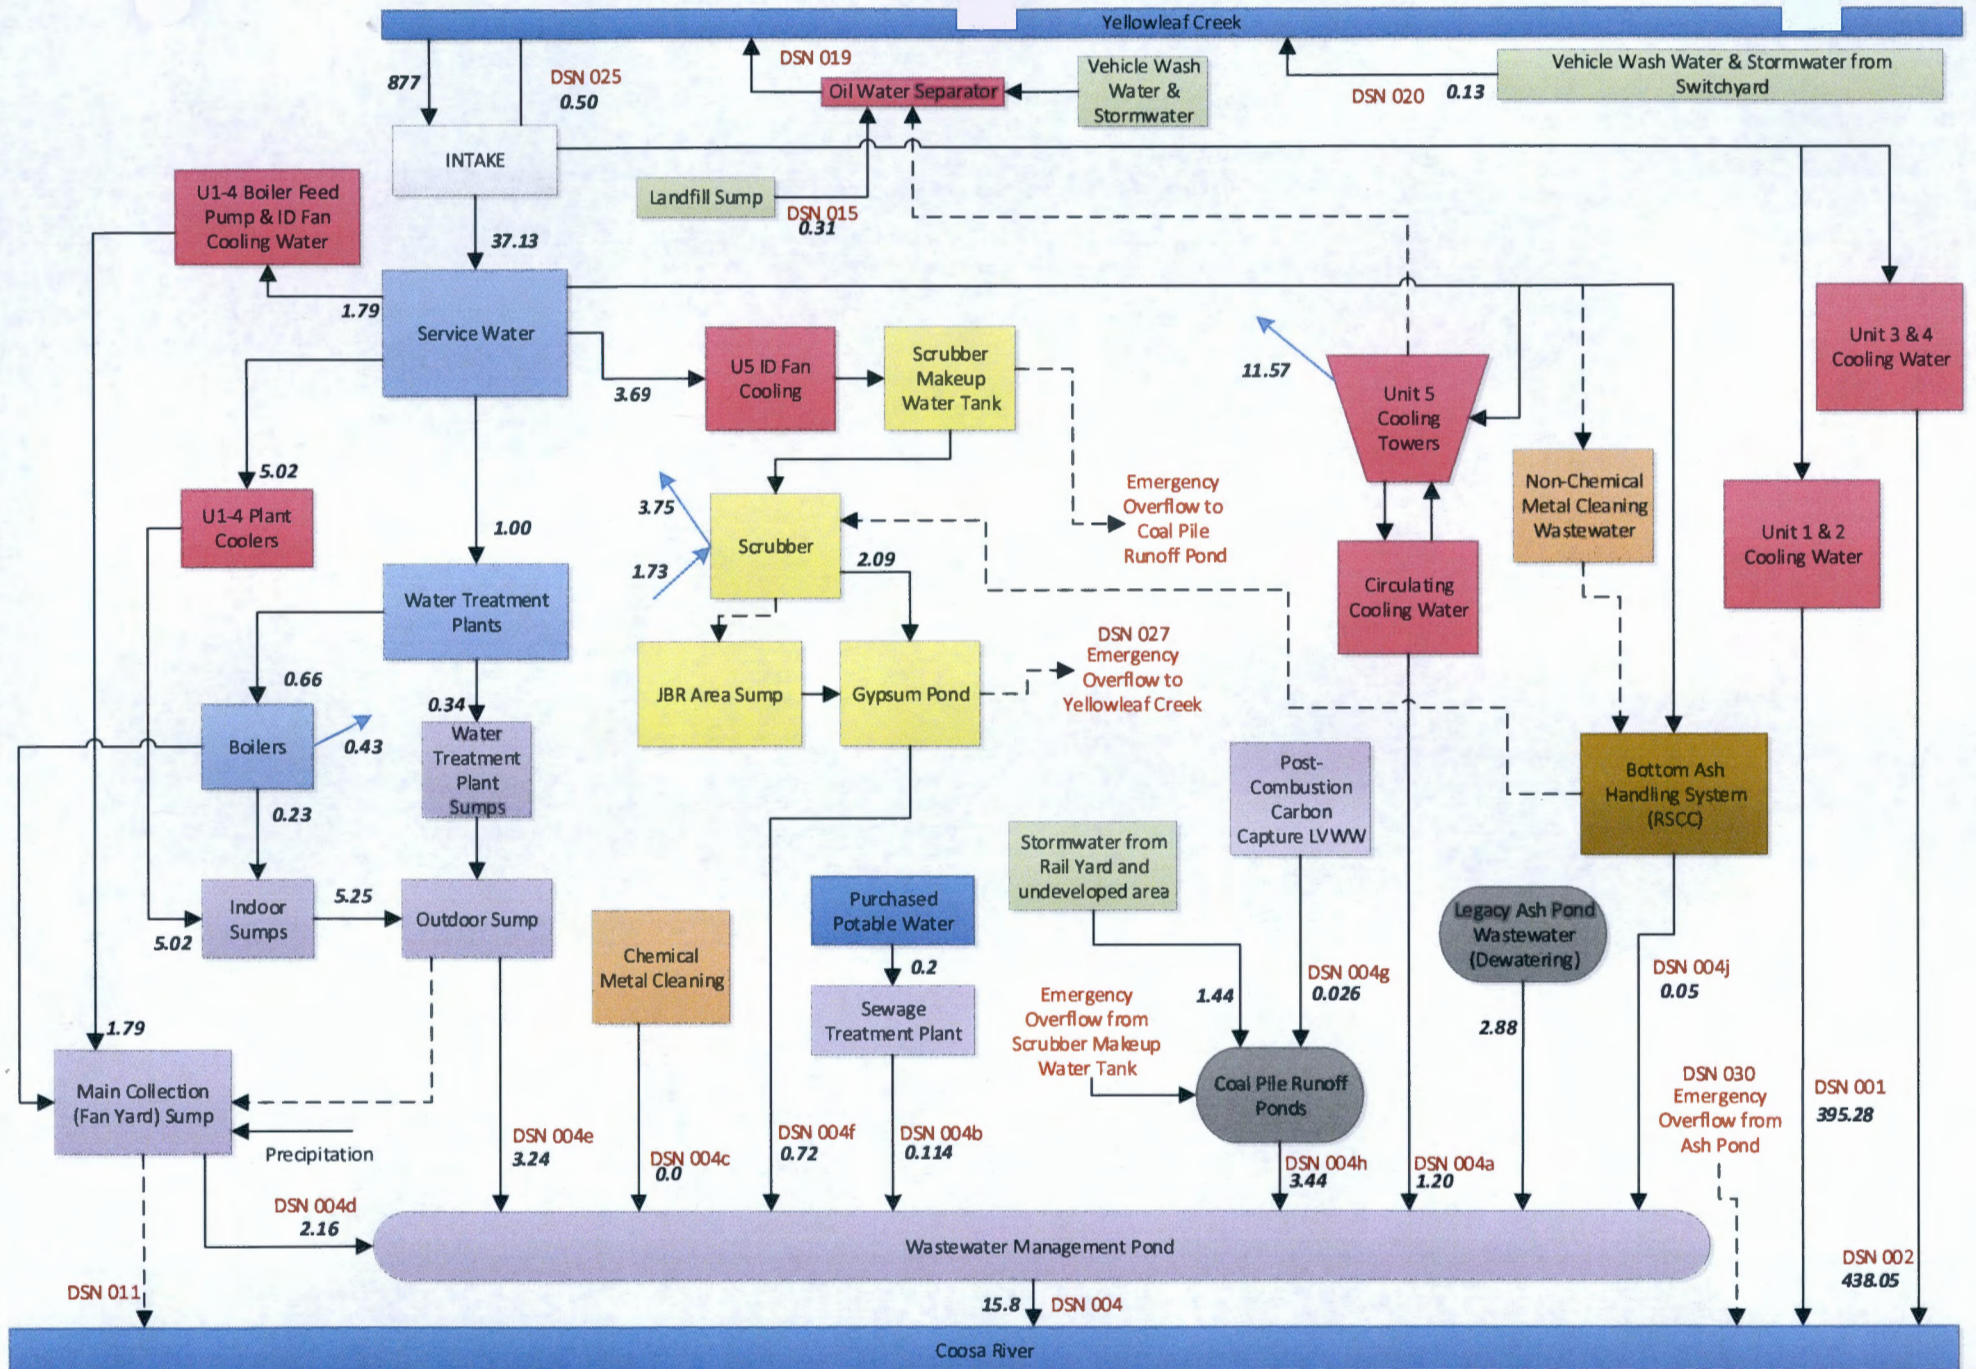 Yellowleaf Creek
877
DSN 025
0.50
DSN 019
Oil Water Separator
Vehicle Wash
Water &
Stormwater
DSN 020
0.13
Vehicle Wash Water & Stormwater from
Switchyard
INTAKE
Landfill Sump
DSN 015
0.31
U1-4 Boiler Feed
Pump & ID Fan
Cooling Water
37.13
1.79
Service Water
3.69
U5 ID Fan
Cooling
Scrubber
Makeup
Water Tank
11.57
Unit 5
Cooling
Towers
Unit 3 & 4
Cooling Water
5.02
U1-4 Plant
Coolers
1.00
3.75
1.73
Scrubber
2.09
Emergency
Overflow to
Coal Pile
Runoff Pond
Non-Chemical
Metal Cleaning
Wastewater
Unit 1 & 2
Cooling Water
Circulating
Cooling Water
Water Treatment
Plants
0.66
0.34
JBR Area Sump
Gypsum Pond
DSN 027
Emergency
Overflow to
Yellowleaf Creek
Boilers
0.43
0.23
Water
Treatment
Plant
Sumps
Post-
Combustion
Carbon
Capture LVWW
Bottom Ash
Handling System
(RSCC)
Stormwater from
Rail Yard and
undeveloped area
Indoor
Sumps
5.02
5.25
Outdoor Sump
Chemical
Metal Cleaning
Purchased
Potable Water
0.2
Sewage
Treatment Plant
Legacy Ash Pond
Wastewater
(Dewatering)
Emergency
Overflow from
Scrubber Makeup
Water Tank
1.44
DSN 004g
0.026
2.88
DSN 004j
0.05
1.79
Main Collection
(Fan Yard) Sump
Precipitation
Coal Pile Runoff
Ponds
DSN 030
Emergency
Overflow from
Ash Pond
DSN 001
395.28
DSN 004e
3.24
DSN 004c
0.0
DSN 004f
0.72
DSN 004b
0.114
DSN 004h
3.44
DSN 004a
1.20
DSN 004d
2.16
Wastewater Management Pond
DSN 002
438.05
DSN 011
15.8
DSN 004
Coosa River